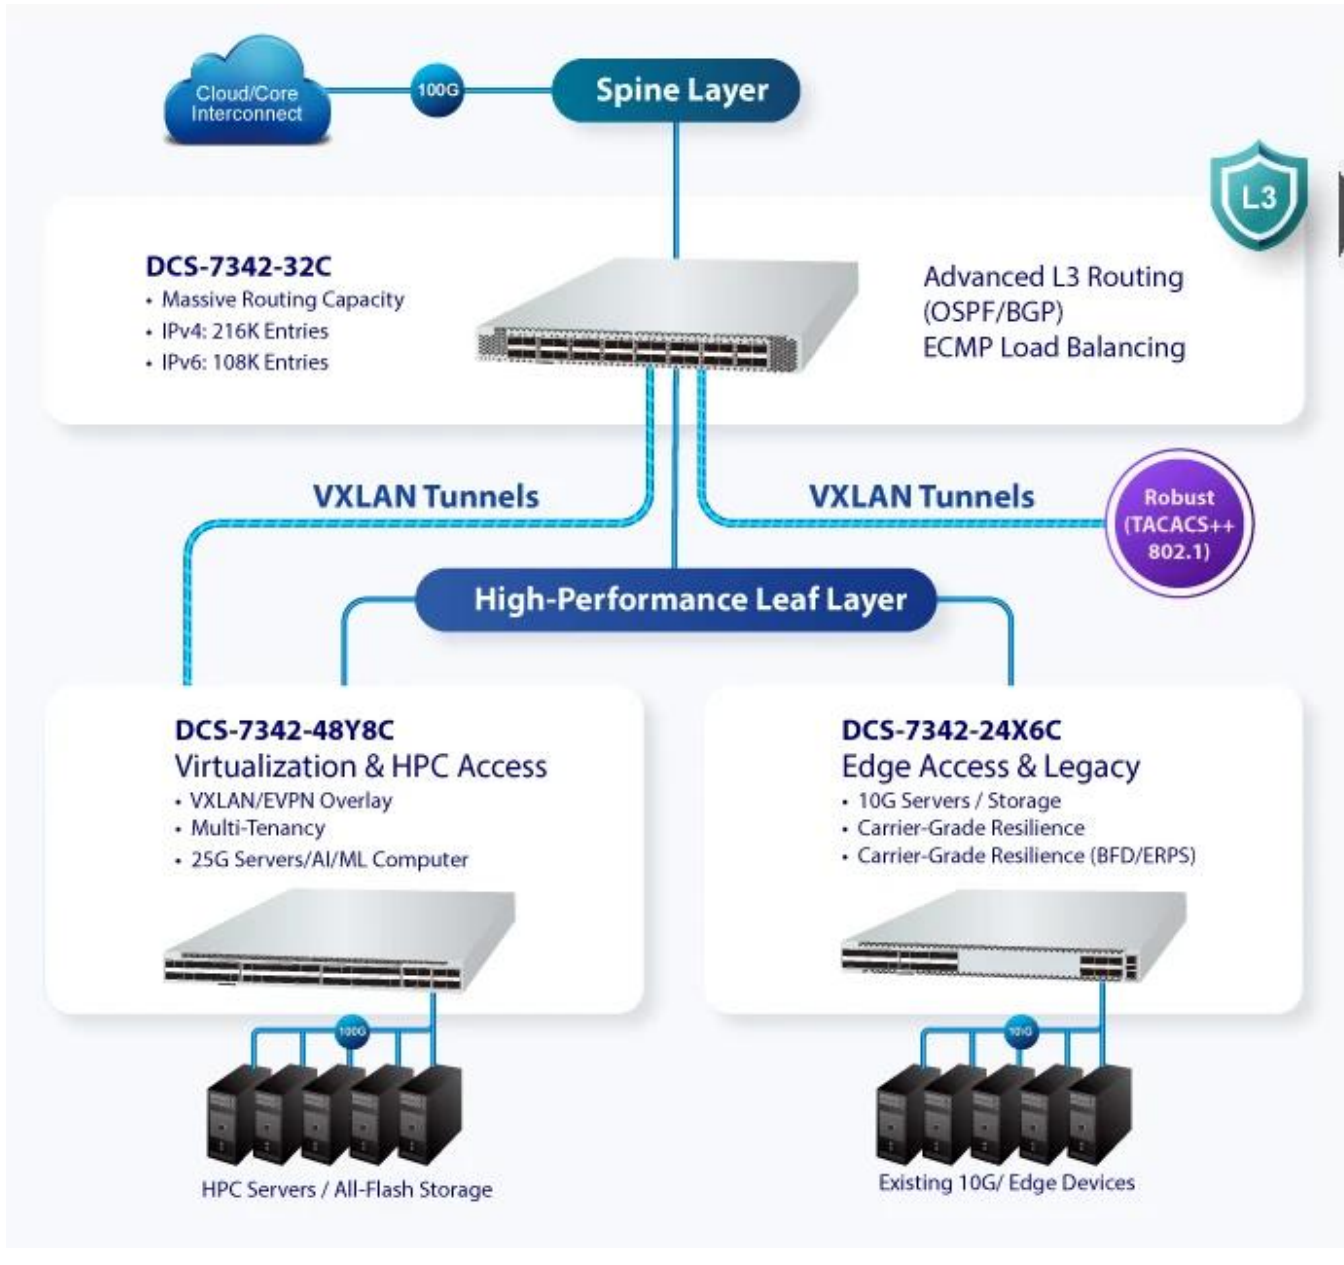 Cloud/Core
Interconnect
100G
Spine Layer
L3
DCS-7342-32C
• Massive Routing Capacity
• IPv4: 216K Entries
• IPv6: 108K Entries
Advanced L3 Routing
(OSPF/BGP)
ECMP Load Balancing
VXLAN Tunnels
VXLAN Tunnels
Robust
(TACACS++
802.1)
High-Performance Leaf Layer
DCS-7342-48Y8C
Virtualization & HPC Access
• VXLAN/EVPN Overlay
• Multi-Tenancy
• 25G Servers/AI/ML Computer
100G
HPC Servers / All-Flash Storage
DCS-7342-24X6C
Edge Access & Legacy
• 10G Servers / Storage
• Carrier-Grade Resilience
• Carrier-Grade Resilience (BFD/ERPS)
Existing 10G/ Edge Devices